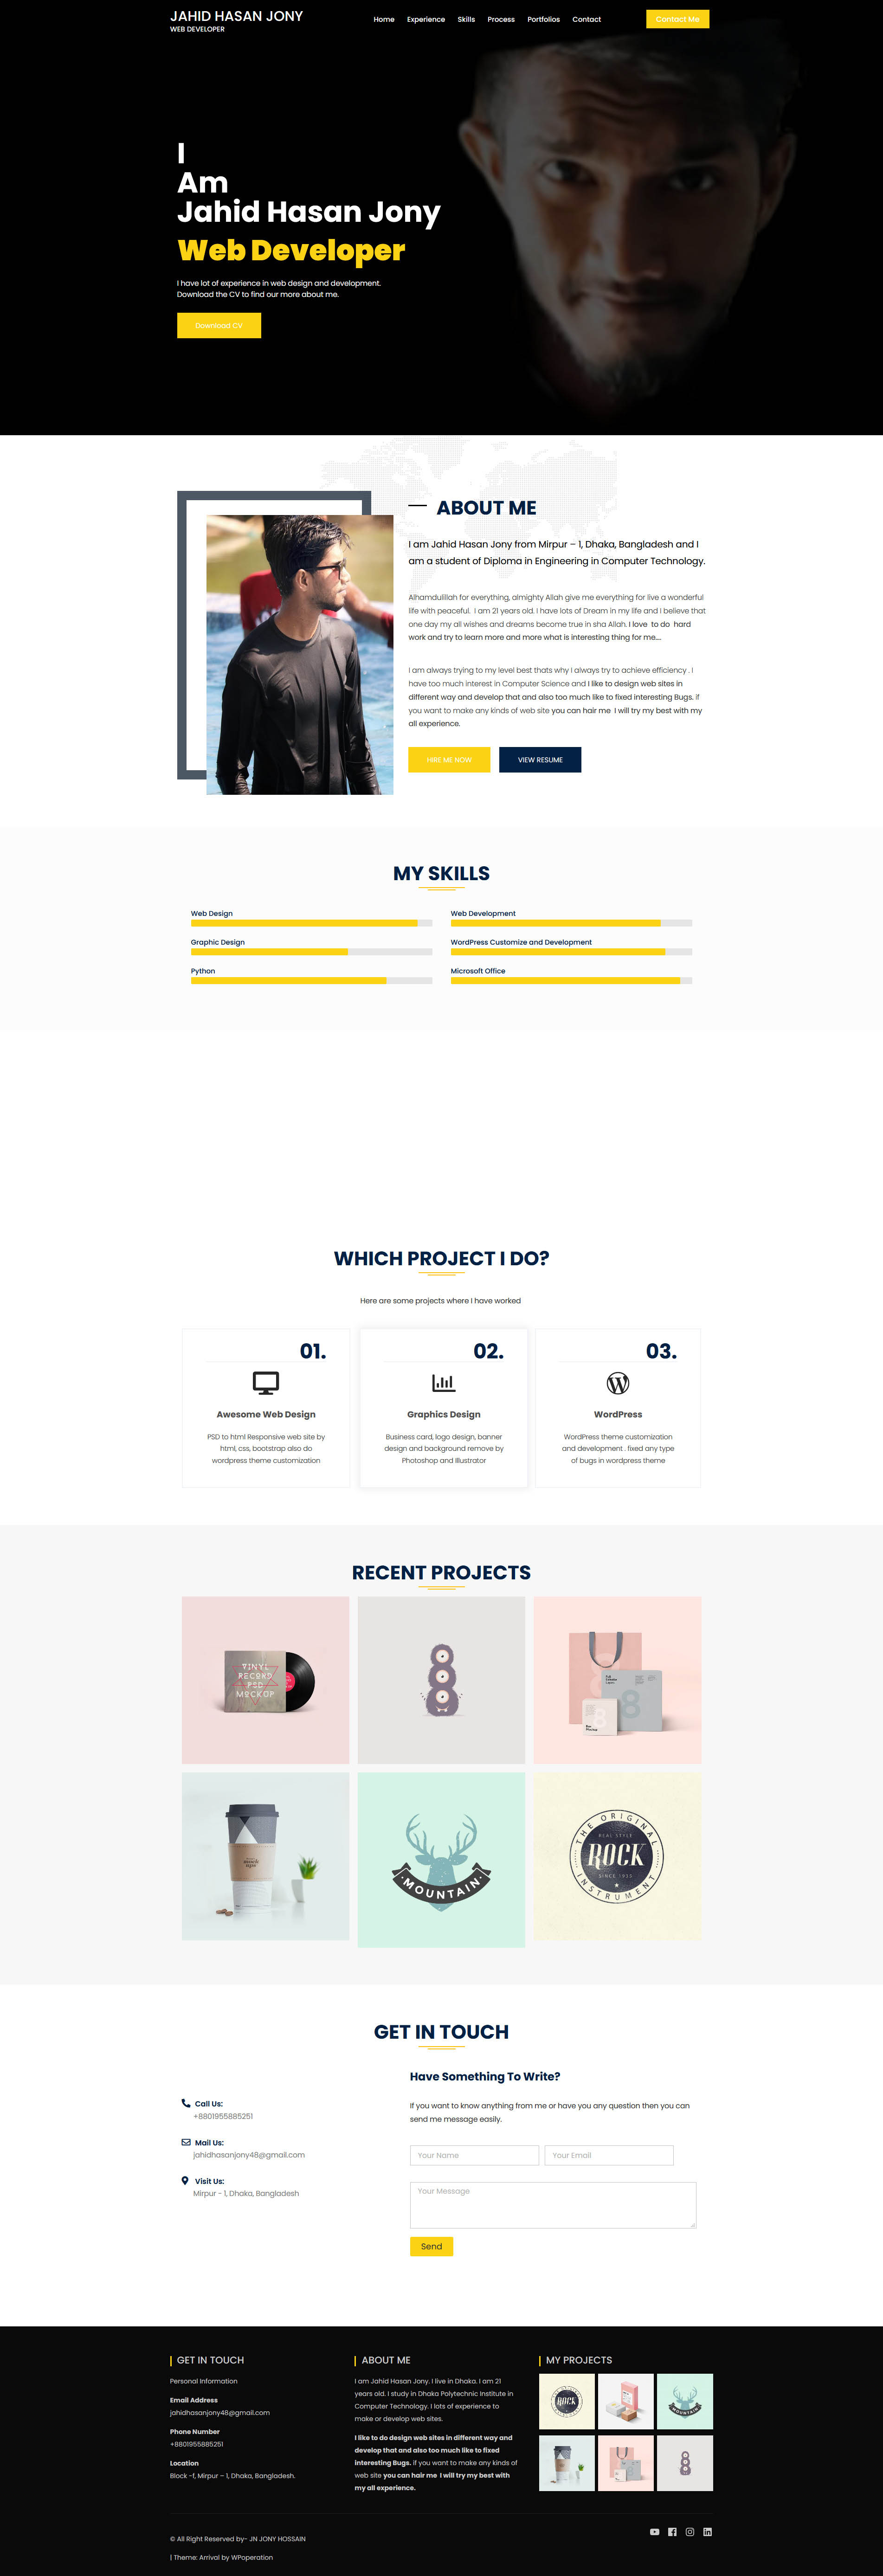 JAHID HASAN JONY
WEB DEVELOPER
Home Experience Skills Process Portfolios Contact
Contact Me
I
Am
Jahid Hasan Jony
Web Developer
I have lot of experience in web design and development.
Download the CV to find our more about me.
Download CV
ABOUT ME
I am Jahid Hasan Jony from Mirpur – 1, Dhaka, Bangladesh and I
am a student of Diploma in Engineering in Computer Technology.
Alhamdulillah for everything, almighty Allah give me everything for live a wonderful
life with peaceful. I am 21 years old. I have lots of Dream in my life and I believe that
one day my all wishes and dreams become true in sha Allah. I love to do hard
work and try to learn more and more what is interesting thing for me....
I am always trying to my level best thats why I always try to achieve efficiency . I
have too much interest in Computer Science and I like to design web sites in
different way and develop that and also too much like to fixed interesting Bugs. if
you want to make any kinds of web site you can hair me I will try my best with my
all experience.
HIRE ME NOW
VIEW RESUME
MY SKILLS
Web Design
Web Development
Graphic Design
WordPress Customize and Development
Python
Microsoft Office
WHICH PROJECT I DO?
Here are some projects where I have worked
01.
Awesome Web Design
PSD to html Responsive web site by
html, css, bootstrap also do
wordpress theme customization
02.
Graphics Design
Business card, logo design, banner
design and background remove by
Photoshop and Illustrator
03.
WordPress
WordPress theme customization
and development . fixed any type
of bugs in wordpress theme
RECENT PROJECTS
VINYL
RECORD
PSD
MOCKUP
8
8
MOUNTAIN
THE ORIGINAL
REAL STYLE
ROCK
SINCE 1953
INSTRUMENT
GET IN TOUCH
Call Us:
+8801955885251
Mail Us:
jahidhasanjony48@gmail.com
Visit Us:
Mirpur - 1, Dhaka, Bangladesh
Have Something To Write?
If you want to know anything from me or have you any question then you can
send me message easily.
Your Name
Your Email
Your Message
Send
GET IN TOUCH
Personal Information
Email Address
jahidhasanjony48@gmail.com
Phone Number
+8801955885251
Location
Block -f, Mirpur – 1, Dhaka, Bangladesh.
ABOUT ME
I am Jahid Hasan Jony. I live in Dhaka. I am 21
years old. I study in Dhaka Polytechnic Institute in
Computer Technology. I lots of experience to
make or develop web sites.
I like to do design web sites in different way and
develop that and also too much like to fixed
interesting Bugs. if you want to make any kinds of
web site you can hair me I will try my best with
my all experience.
MY PROJECTS
ROCK
MOUNTAIN
© All Right Reserved by- JN JONY HOSSAIN
| Theme: Arrival by WPoperation